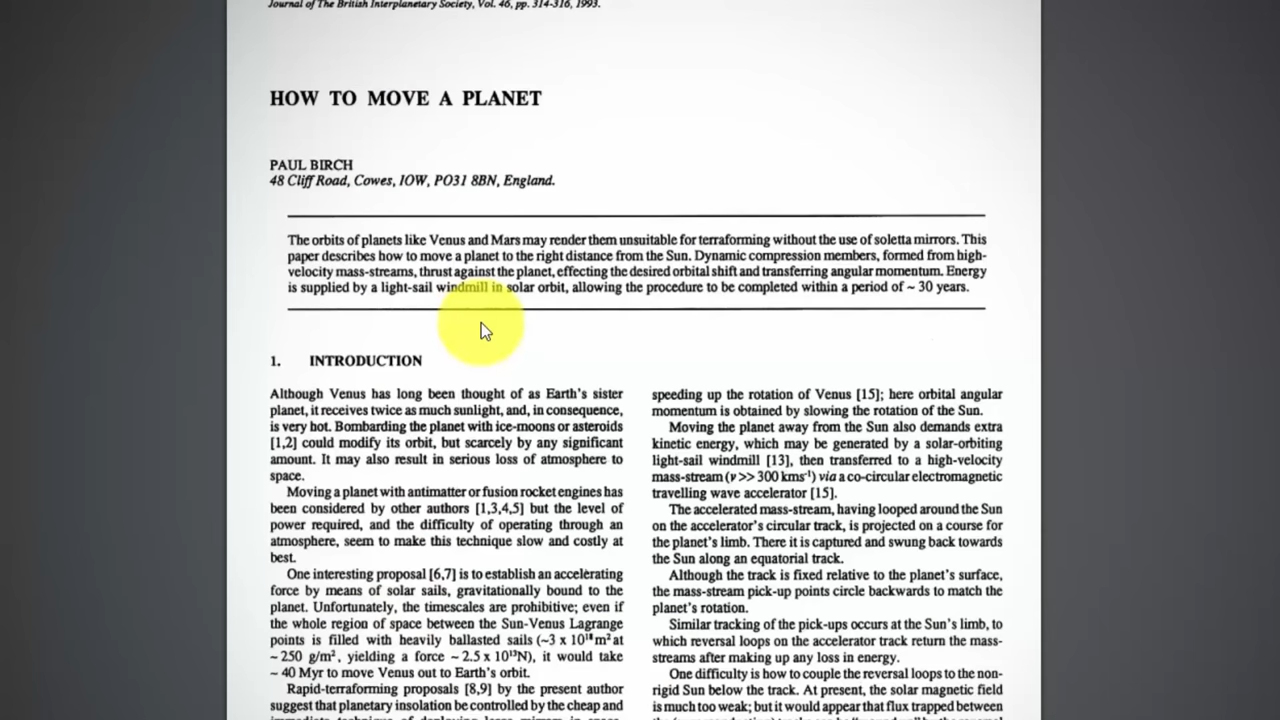 Journal of The British Interplanetary Society, Vol. 46, pp. 314-316, 1993.
HOW TO MOVE A PLANET
PAUL BIRCH
48 Cliff Road, Cowes, IOW, PO31 8BN, England.
The orbits of planets like Venus and Mars may render them unsuitable for terraforming without the use of soletta mirrors. This
paper describes how to move a planet to the right distance from the Sun. Dynamic compression members, formed from high-
velocity mass-streams, thrust against the planet, effecting the desired orbital shift and transferring angular momentum. Energy
is supplied by a light-sail windmill in solar orbit, allowing the procedure to be completed within a period of ~ 30 years.
1. INTRODUCTION
Although Venus has long been thought of as Earth's sister
planet, it receives twice as much sunlight, and, in consequence,
is very hot. Bombarding the planet with ice-moons or asteroids
[1,2] could modify its orbit, but scarcely by any significant
amount. It may also result in serious loss of atmosphere to
space.
Moving a planet with antimatter or fusion rocket engines has
been considered by other authors [1,3,4,5] but the level of
power required, and the difficulty of operating through an
atmosphere, seem to make this technique slow and costly at
best.
One interesting proposal [6,7] is to establish an accelerating
force by means of solar sails, gravitationally bound to the
planet. Unfortunately, the timescales are prohibitive; even if
the whole region of space between the Sun-Venus Lagrange
points is filled with heavily ballasted sails (~3 x 10¹⁸ m² at
~ 250 g/m², yielding a force ~ 2.5 x 10¹³N), it would take
~ 40 Myr to move Venus out to Earth's orbit.
Rapid-terraforming proposals [8,9] by the present author
suggest that planetary insolation be controlled by the cheap and
immediate technique of deploying large mirrors in space,
speeding up the rotation of Venus [15]; here orbital angular
momentum is obtained by slowing the rotation of the Sun.
Moving the planet away from the Sun also demands extra
kinetic energy, which may be generated by a solar-orbiting
light-sail windmill [13], then transferred to a high-velocity
mass-stream (v >> 300 kms⁻¹) via a co-circular electromagnetic
travelling wave accelerator [15].
The accelerated mass-stream, having looped around the Sun
on the accelerator's circular track, is projected on a course for
the planet's limb. There it is captured and swung back towards
the Sun along an equatorial track.
Although the track is fixed relative to the planet's surface,
the mass-stream pick-up points circle backwards to match the
planet's rotation.
Similar tracking of the pick-ups occurs at the Sun's limb, to
which reversal loops on the accelerator track return the mass-
streams after making up any loss in energy.
One difficulty is how to couple the reversal loops to the non-
rigid Sun below the track. At present, the solar magnetic field
is much too weak; but it would appear that flux trapped between